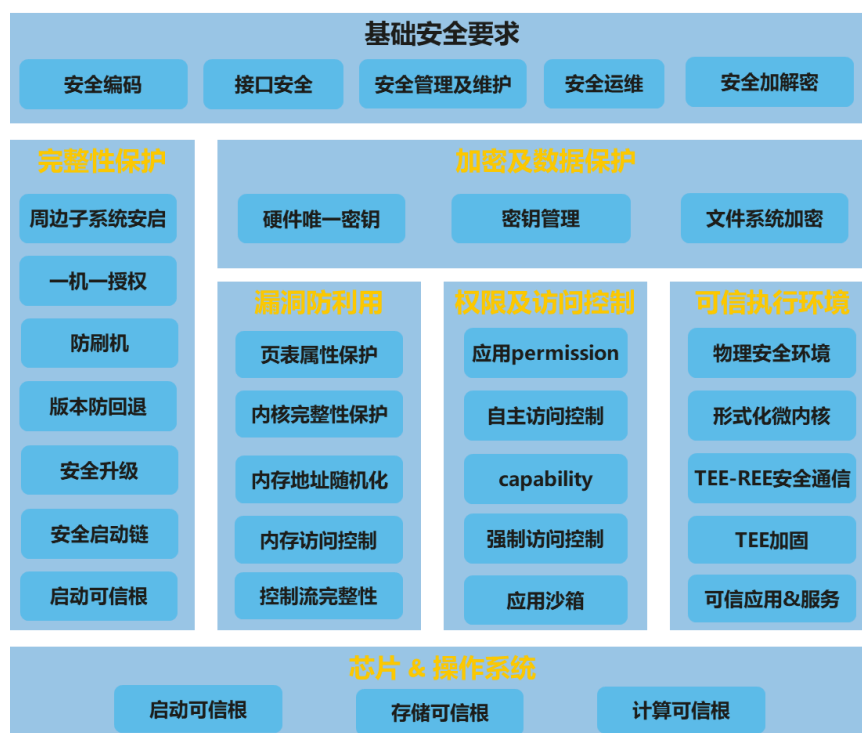 基础安全要求
安全编码
接口安全
安全管理及维护
安全运维
安全加解密
完整性保护
周边子系统安启
一机一授权
防刷机
版本防回退
安全升级
安全启动链
启动可信根
加密及数据保护
硬件唯一密钥
密钥管理
文件系统加密
漏洞防利用
页表属性保护
内核完整性保护
内存地址随机化
内存访问控制
控制流完整性
权限及访问控制
应用permission
自主访问控制
capability
强制访问控制
应用沙箱
可信执行环境
物理安全环境
形式化微内核
TEE-REE安全通信
TEE加固
可信应用&服务
芯片 & 操作系统
启动可信根
存储可信根
计算可信根